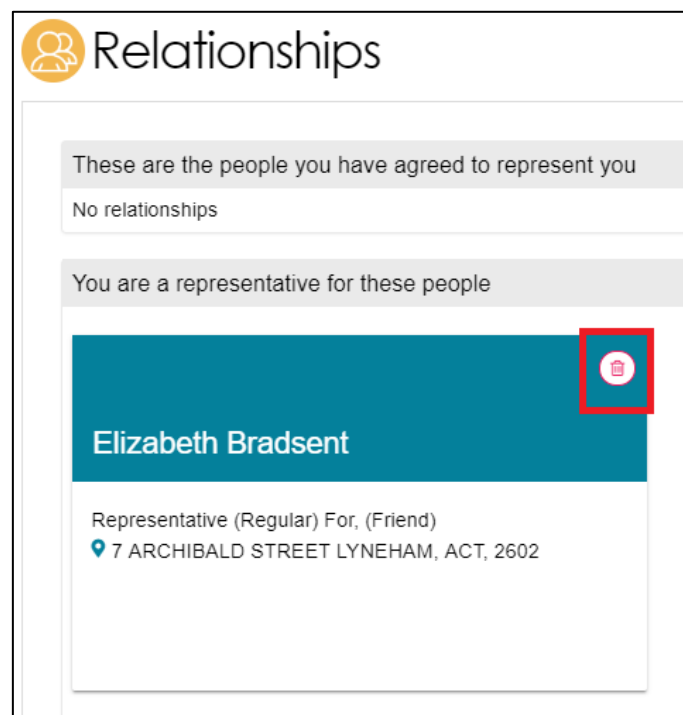 Relationships
These are the people you have agreed to represent you
No relationships
You are a representative for these people
Elizabeth Bradsent
Representative (Regular) For, (Friend)
7 ARCHIBALD STREET LYNEHAM, ACT, 2602